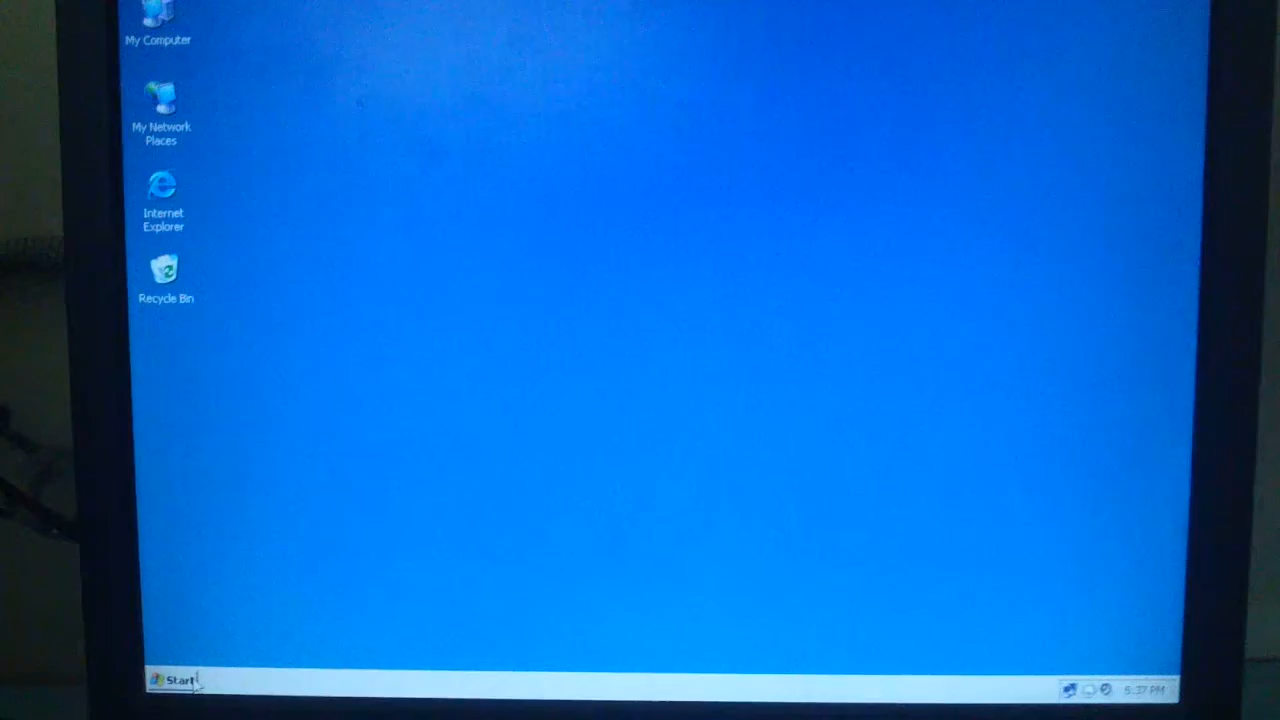 My Computer
My Network
Places
Internet
Explorer
Recycle Bin
Start
5:37 PM